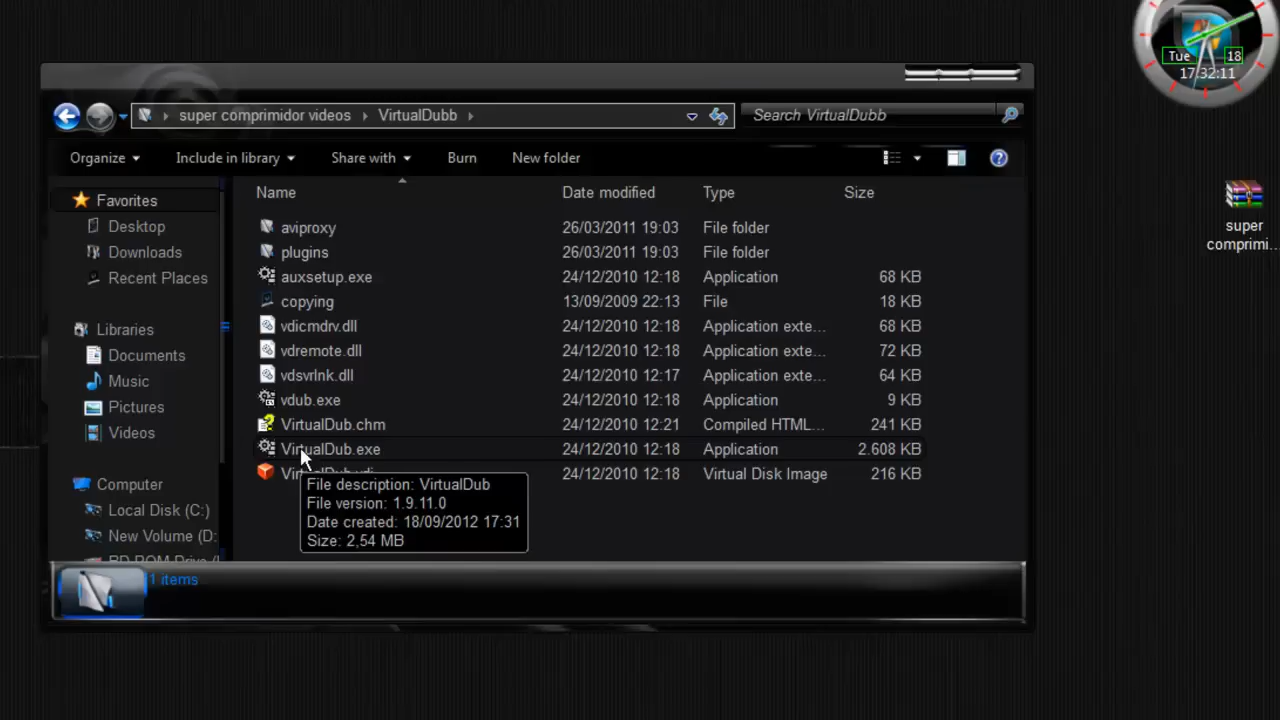 Tue 18
17:32:11
super comprimidor videos VirtualDubb
Search VirtualDubb
Organize Include in library Share with Burn New folder
Name Date modified Type Size
Favorites
Desktop
Downloads
Recent Places
Libraries
Documents
Music
Pictures
Videos
Computer
Local Disk (C:)
New Volume (D:
aviproxy 26/03/2011 19:03 File folder
plugins 26/03/2011 19:03 File folder
auxsetup.exe 24/12/2010 12:18 Application 68 KB
copying 13/09/2009 22:13 File 18 KB
vdicmdrv.dll 24/12/2010 12:18 Application exte... 68 KB
vdremote.dll 24/12/2010 12:18 Application exte... 72 KB
vdsvrlnk.dll 24/12/2010 12:17 Application exte... 64 KB
vdub.exe 24/12/2010 12:18 Application 9 KB
VirtualDub.chm 24/12/2010 12:21 Compiled HTML... 241 KB
VirtualDub.exe 24/12/2010 12:18 Application 2.608 KB
24/12/2010 12:18 Virtual Disk Image 216 KB
File description: VirtualDub
File version: 1.9.11.0
Date created: 18/09/2012 17:31
Size: 2,54 MB
items
super
comprimi...